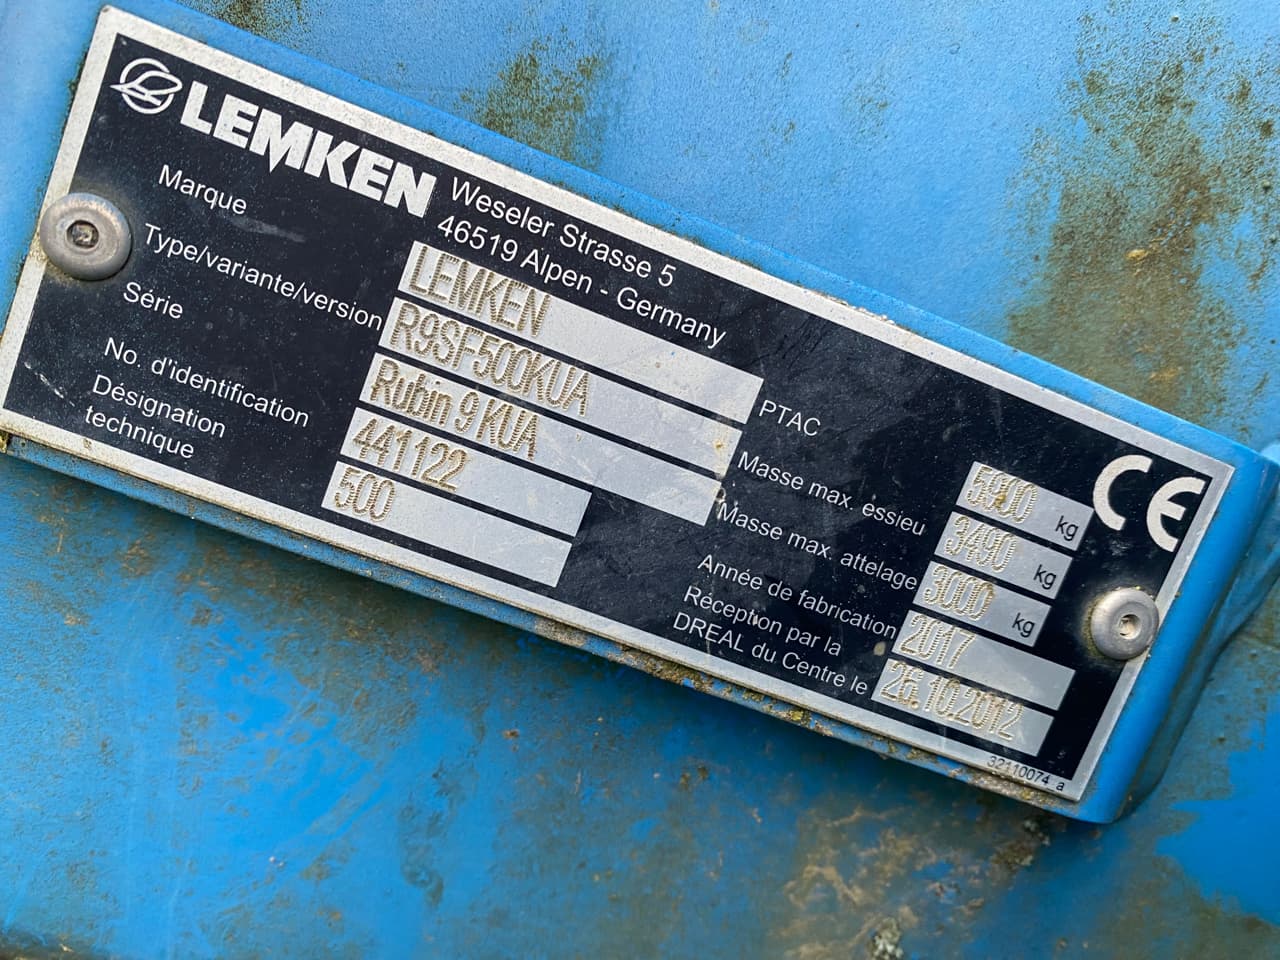 LEMKEN
Weseler Strasse 5
46519 Alpen - Germany
Marque LEMKEN
Type/variante/version R9SF500KUA
Série Rubin 9 KUA
No. d'identification 441122
Désignation
technique 500
PTAC 5900 kg
Masse max. essieu 3490 kg
Masse max. attelage 3000 kg
Année de fabrication 2017
Réception par la
DREAL du Centre le 26.10.2012
CE
32110074_a